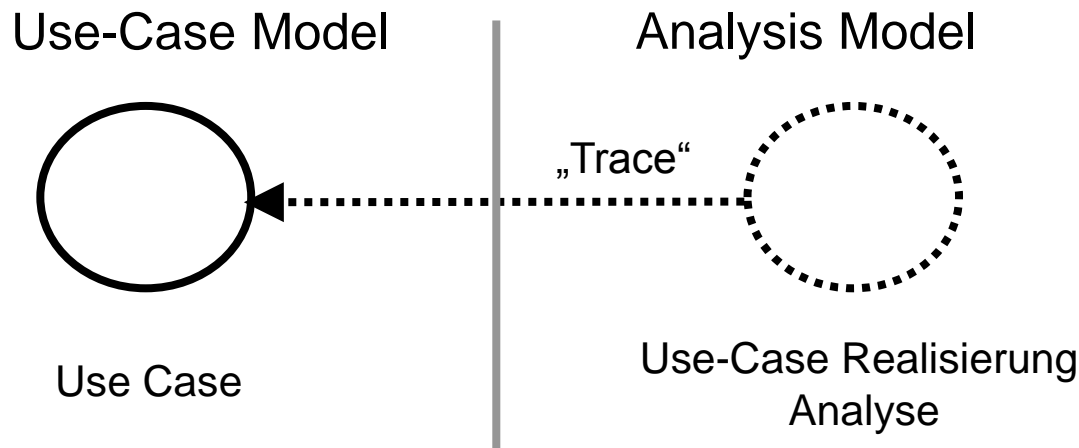 Use-Case Model
Analysis Model
„Trace“
Use Case
Use-Case Realisierung
Analyse